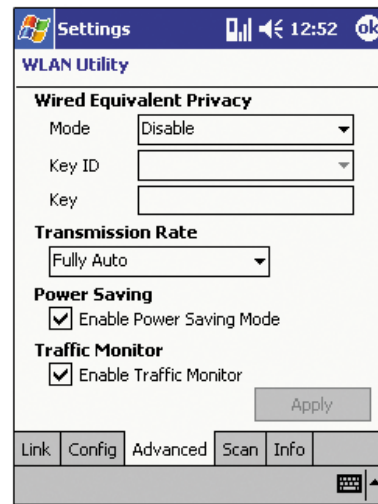 Settings 12:52 ok
WLAN Utility
Wired Equivalent Privacy
Mode Disable
Key ID
Key
Transmission Rate
Fully Auto
Power Saving
Enable Power Saving Mode
Traffic Monitor
Enable Traffic Monitor
Apply
Link Config Advanced Scan Info